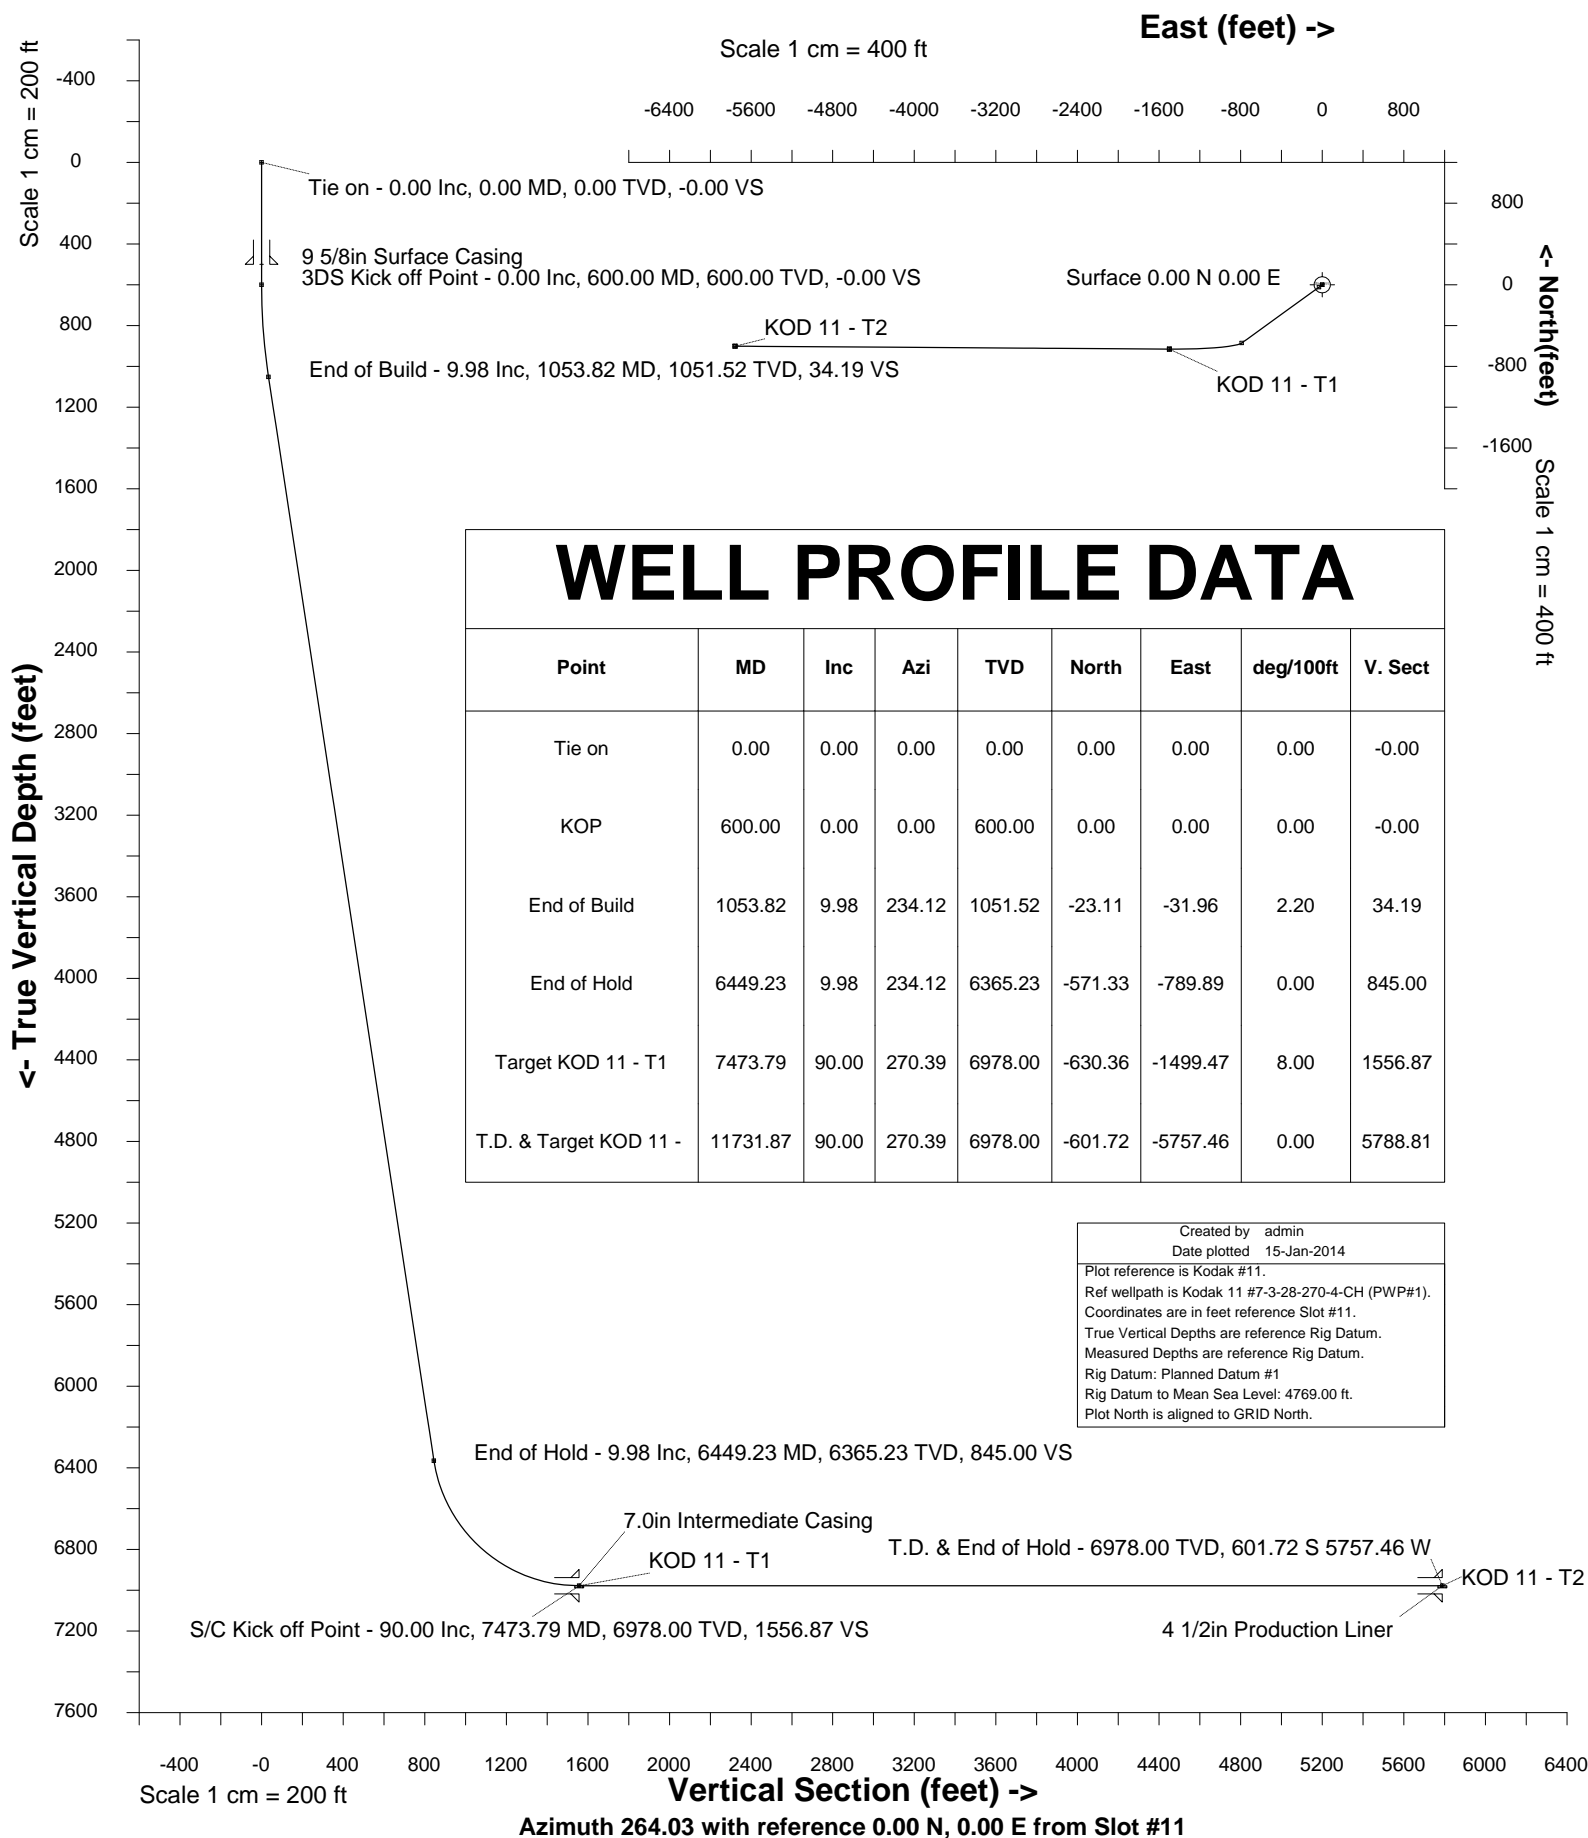 East (feet) ->
Scale 1 cm = 400 ft
Scale 1 cm = 200 ft
-6400 -5600 -4800 -4000 -3200 -2400 -1600 -800 0 800
-400
0
400
800
1200
1600
2000
2400
2800
3200
3600
4000
4400
4800
5200
5600
6000
6400
6800
7200
7600
<- True Vertical Depth (feet)
Tie on - 0.00 Inc, 0.00 MD, 0.00 TVD, -0.00 VS
9 5/8in Surface Casing
3DS Kick off Point - 0.00 Inc, 600.00 MD, 600.00 TVD, -0.00 VS
End of Build - 9.98 Inc, 1053.82 MD, 1051.52 TVD, 34.19 VS
Surface 0.00 N 0.00 E
KOD 11 - T2
KOD 11 - T1
800
0
-800
-1600
<- North(feet)
Scale 1 cm = 400 ft
WELL PROFILE DATA
Point MD Inc Azi TVD North East deg/100ft V. Sect
Tie on 0.00 0.00 0.00 0.00 0.00 0.00 0.00 -0.00
KOP 600.00 0.00 0.00 600.00 0.00 0.00 0.00 -0.00
End of Build 1053.82 9.98 234.12 1051.52 -23.11 -31.96 2.20 34.19
End of Hold 6449.23 9.98 234.12 6365.23 -571.33 -789.89 0.00 845.00
Target KOD 11 - T1 7473.79 90.00 270.39 6978.00 -630.36 -1499.47 8.00 1556.87
T.D. & Target KOD 11 - 11731.87 90.00 270.39 6978.00 -601.72 -5757.46 0.00 5788.81
Created by admin
Date plotted 15-Jan-2014
Plot reference is Kodak #11.
Ref wellpath is Kodak 11 #7-3-28-270-4-CH (PWP#1).
Coordinates are in feet reference Slot #11.
True Vertical Depths are reference Rig Datum.
Measured Depths are reference Rig Datum.
Rig Datum: Planned Datum #1
Rig Datum to Mean Sea Level: 4769.00 ft.
Plot North is aligned to GRID North.
End of Hold - 9.98 Inc, 6449.23 MD, 6365.23 TVD, 845.00 VS
7.0in Intermediate Casing
KOD 11 - T1
T.D. & End of Hold - 6978.00 TVD, 601.72 S 5757.46 W
KOD 11 - T2
S/C Kick off Point - 90.00 Inc, 7473.79 MD, 6978.00 TVD, 1556.87 VS
4 1/2in Production Liner
-400 -0 400 800 1200 1600 2000 2400 2800 3200 3600 4000 4400 4800 5200 5600 6000 6400
Scale 1 cm = 200 ft
Vertical Section (feet) ->
Azimuth 264.03 with reference 0.00 N, 0.00 E from Slot #11